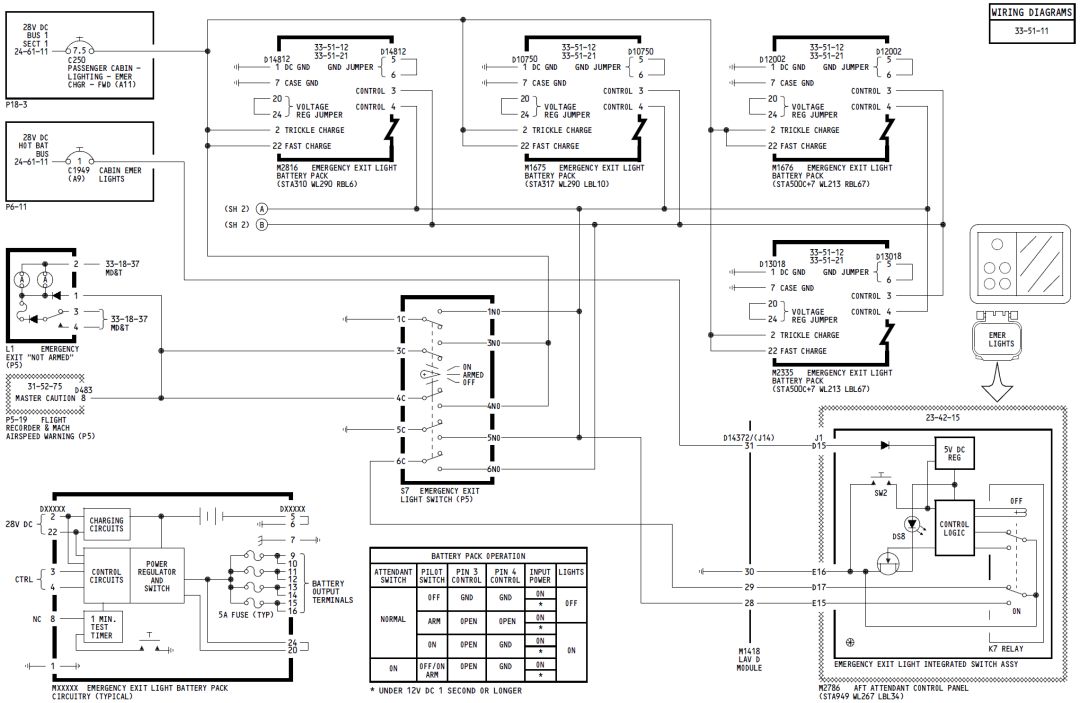 WIRING DIAGRAMS
33-51-11
28V DC
BUS 1
SECT 1
24-61-11
7.5
C250
PASSENGER CABIN -
LIGHTING - EMER
CHGR - FWD (A11)
P18-3
28V DC
HOT BAT
BUS
24-61-11
1
C1949
(A9)
CABIN EMER
LIGHTS
P6-11
33-51-12
33-51-21
D14812
D14812
1 DC GND GND JUMPER 5
6
7 CASE GND
CONTROL 3
20
24
VOLTAGE
REG JUMPER
CONTROL 4
2 TRICKLE CHARGE
22 FAST CHARGE
M2816 EMERGENCY EXIT LIGHT
BATTERY PACK
(STA310 WL290 RBL6)
33-51-12
33-51-21
D10750
D10750
1 DC GND GND JUMPER 5
6
7 CASE GND
CONTROL 3
20
24
VOLTAGE
REG JUMPER
CONTROL 4
2 TRICKLE CHARGE
22 FAST CHARGE
M1675 EMERGENCY EXIT LIGHT
BATTERY PACK
(STA317 WL290 LBL10)
33-51-12
33-51-21
D12002
D12002
1 DC GND GND JUMPER 5
6
7 CASE GND
CONTROL 3
20
24
VOLTAGE
REG JUMPER
CONTROL 4
2 TRICKLE CHARGE
22 FAST CHARGE
M1676 EMERGENCY EXIT LIGHT
BATTERY PACK
(STA500C+7 WL213 RBL67)
(SH 2) A
(SH 2) B
33-51-12
33-51-21
D13018
D13018
1 DC GND GND JUMPER 5
6
7 CASE GND
CONTROL 3
20
24
VOLTAGE
REG JUMPER
CONTROL 4
2 TRICKLE CHARGE
22 FAST CHARGE
M2335 EMERGENCY EXIT LIGHT
BATTERY PACK
(STA500C+7 WL213 LBL67)
A A
2
33-18-37
MD&T
1
3
4
33-18-37
MD&T
L1 EMERGENCY
EXIT "NOT ARMED"
(P5)
31-52-75
D483
MASTER CAUTION 8
P5-19 FLIGHT
RECORDER & MACH
AIRSPEED WARNING (P5)
1C
1NO
3C
3NO
ON
ARMED
OFF
4C
4NO
5C
5NO
6C
6NO
S7 EMERGENCY EXIT
LIGHT SWITCH (P5)
EMER
LIGHTS
23-42-15
D14372/(J14)
31
J1
D15
5V DC
REG
SW2
OFF
DS8
CONTROL
LOGIC
30
E16
29
D17
28
E15
ON
K7 RELAY
M1418
LAV D
MODULE
EMERGENCY EXIT LIGHT INTEGRATED SWITCH ASSY
M2786 AFT ATTENDANT CONTROL PANEL
(STA949 WL267 LBL34)
DXXXXX
DXXXXX
28V DC
2
22
CHARGING
CIRCUITS
5
6
7
CTRL
3
4
CONTROL
CIRCUITS
POWER
REGULATOR
AND
SWITCH
9
10
11
12
13
14
15
16
BATTERY
OUTPUT
TERMINALS
5A FUSE (TYP)
NC 8
1 MIN.
TEST
TIMER
24
20
1
MXXXXX EMERGENCY EXIT LIGHT BATTERY PACK
CIRCUITRY (TYPICAL)
BATTERY PACK OPERATION
ATTENDANT SWITCH PILOT SWITCH PIN 3 CONTROL PIN 4 CONTROL INPUT POWER LIGHTS
NORMAL OFF GND GND ON * OFF
ARM OPEN OPEN ON
* ON
ON OPEN GND ON *
ON OFF/ON ARM OPEN GND ON *
* UNDER 12V DC 1 SECOND OR LONGER